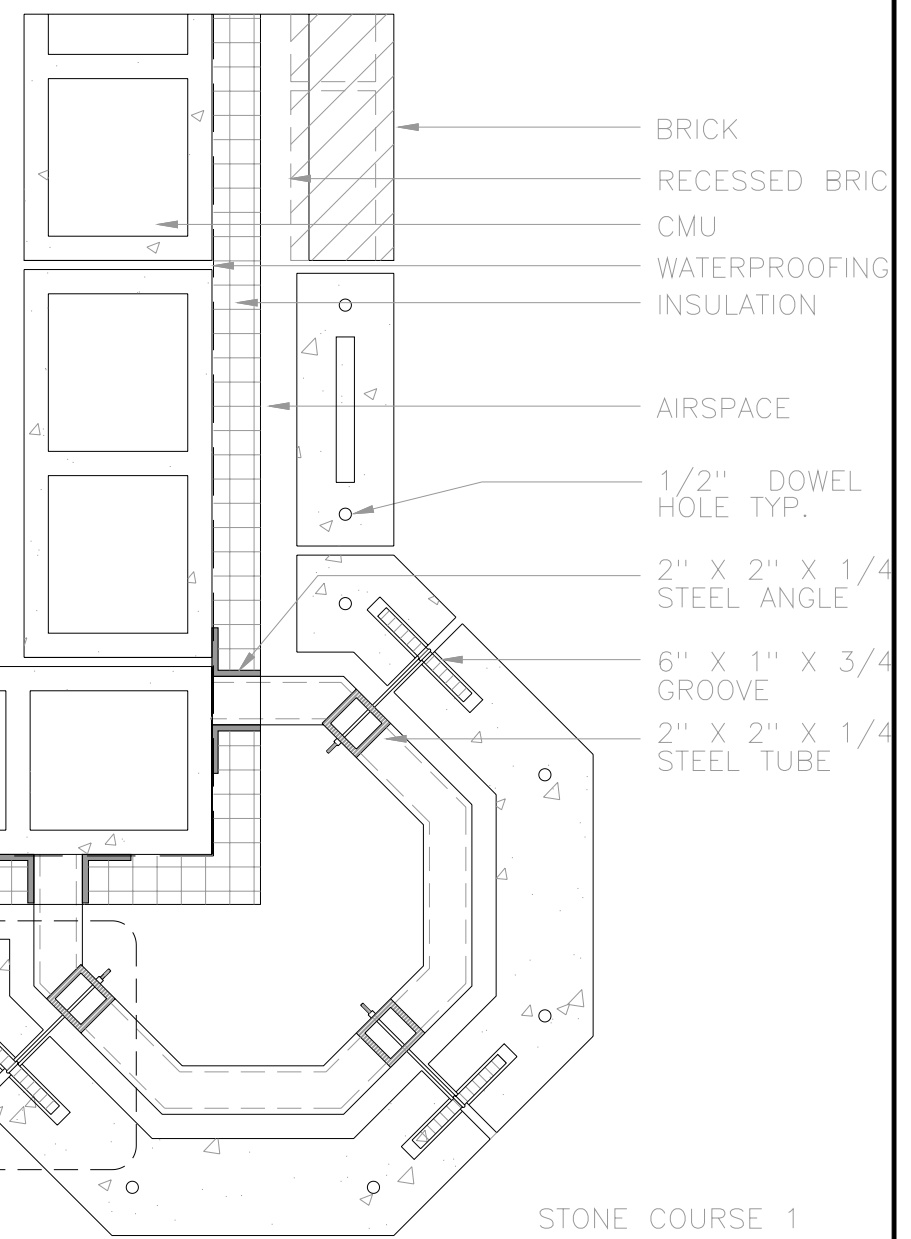 BRICK
RECESSED BRIC
CMU
WATERPROOFING
INSULATION
AIRSPACE
1/2" DOWEL
HOLE TYP.
2" X 2" X 1/4
STEEL ANGLE
6" X 1" X 3/4
GROOVE
2" X 2" X 1/4
STEEL TUBE
STONE COURSE 1